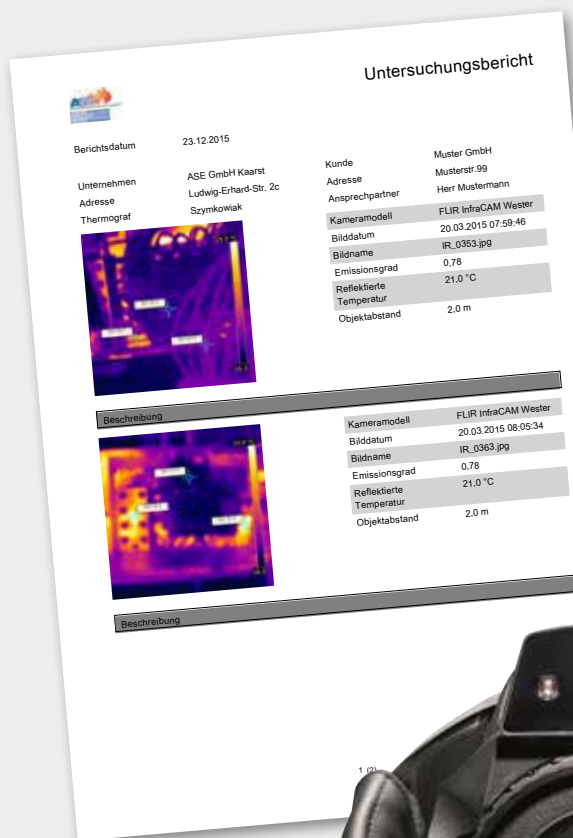 Untersuchungsbericht
Berichtsdatum 23.12.2015
Unternehmen ASE GmbH Kaarst
Adresse Ludwig-Erhard-Str. 2c
Thermograf Szymkowiak
Kunde Muster GmbH
Adresse Musterstr.99
Ansprechpartner Herr Mustermann
Kameramodell FLIR InfraCAM Wester
Bilddatum 20.03.2015 07:59:46
Bildname IR_0353.jpg
Emissionsgrad 0,78
Reflektierte 21,0 °C
Temperatur
Objektabstand 2,0 m
Beschreibung
Kameramodell FLIR InfraCAM Wester
Bilddatum 20.03.2015 08:05:34
Bildname IR_0363.jpg
Emissionsgrad 0.78
Reflektierte 21,0 °C
Temperatur
Objektabstand 2,0 m
Beschreibung
1 (2)